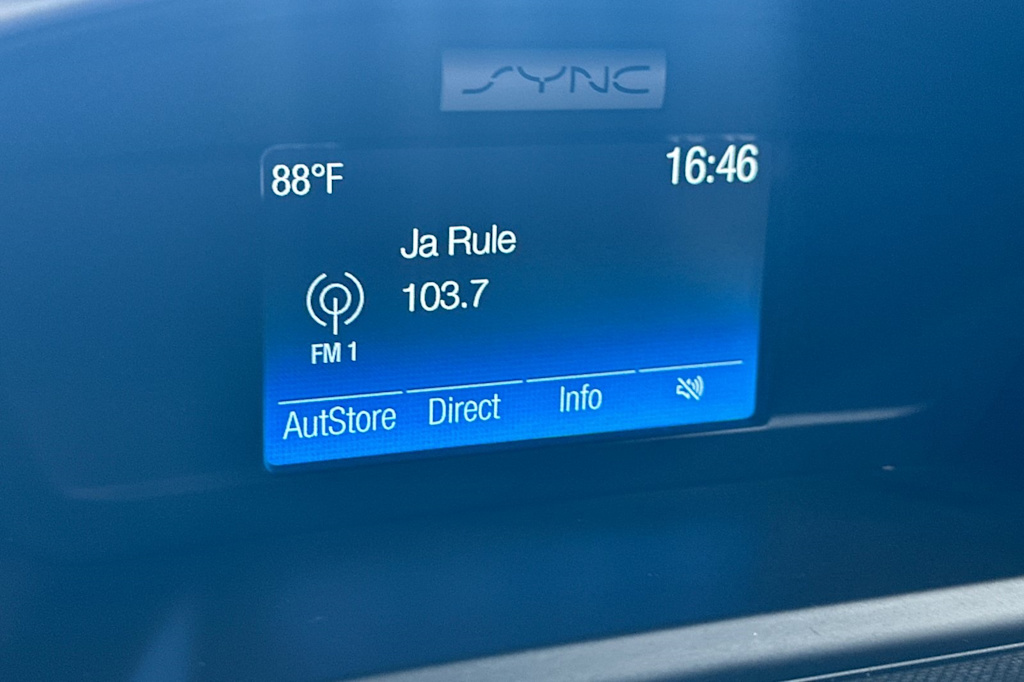 SYNC
88°F
16:46
Ja Rule
103.7
FM 1
AutStore
Direct
Info